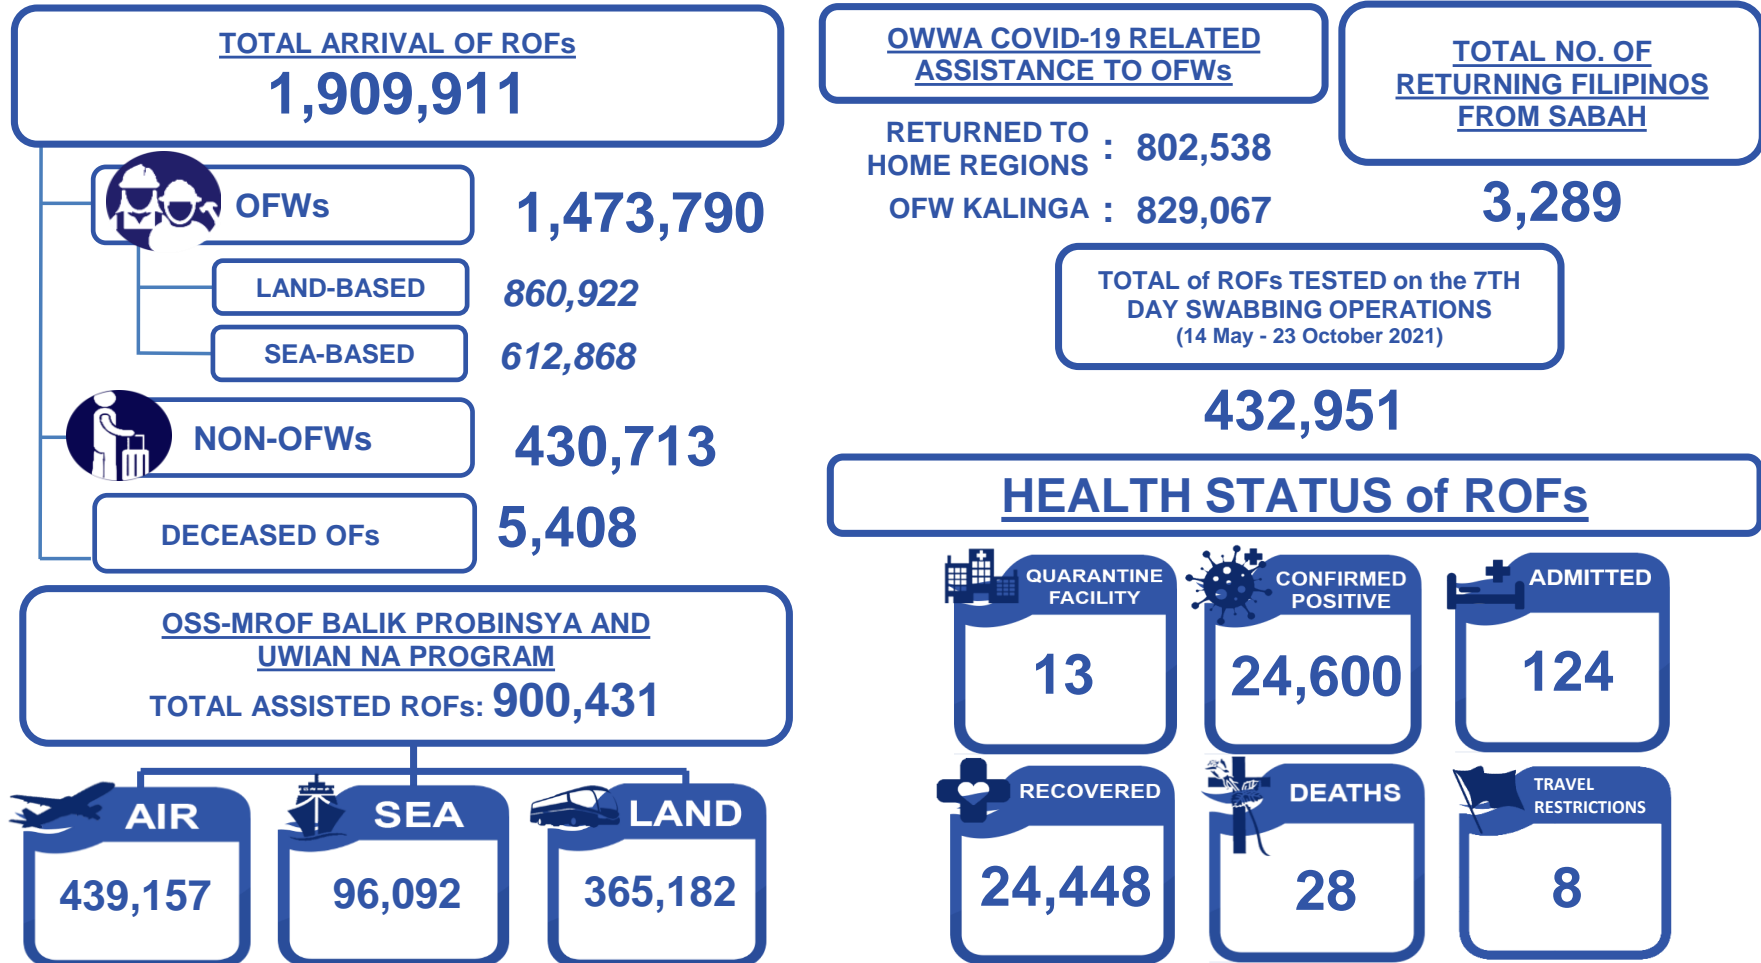 TOTAL ARRIVAL OF ROFs
1,909,911
OFWs
1,473,790
LAND-BASED
860,922
SEA-BASED
612,868
NON-OFWs
430,713
DECEASED OFs
5,408
OSS-MROF BALIK PROBINSYA AND
UWIAN NA PROGRAM
TOTAL ASSISTED ROFs: 900,431
AIR
439,157
SEA
96,092
LAND
365,182
OWWA COVID-19 RELATED
ASSISTANCE TO OFWs
RETURNED TO
HOME REGIONS : 802,538
OFW KALINGA : 829,067
TOTAL NO. OF
RETURNING FILIPINOS
FROM SABAH
3,289
TOTAL of ROFs TESTED on the 7TH
DAY SWABBING OPERATIONS
(14 May - 23 October 2021)
432,951
HEALTH STATUS of ROFs
QUARANTINE
FACILITY
13
CONFIRMED
POSITIVE
24,600
ADMITTED
124
RECOVERED
24,448
DEATHS
28
TRAVEL
RESTRICTIONS
8